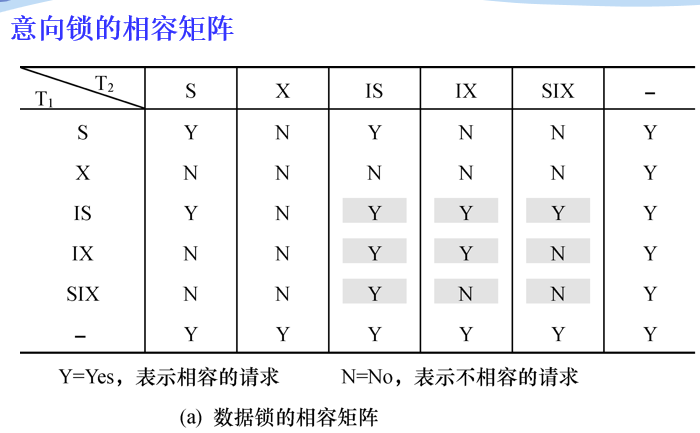 意向锁的相容矩阵
T₁ T₂ S X IS IX SIX –
S Y N Y N N Y
X N N N N N Y
IS Y N Y Y Y Y
IX N N Y Y N Y
SIX N N Y N N Y
– Y Y Y Y Y Y
Y=Yes，表示相容的请求 N=No，表示不相容的请求
(a) 数据锁的相容矩阵